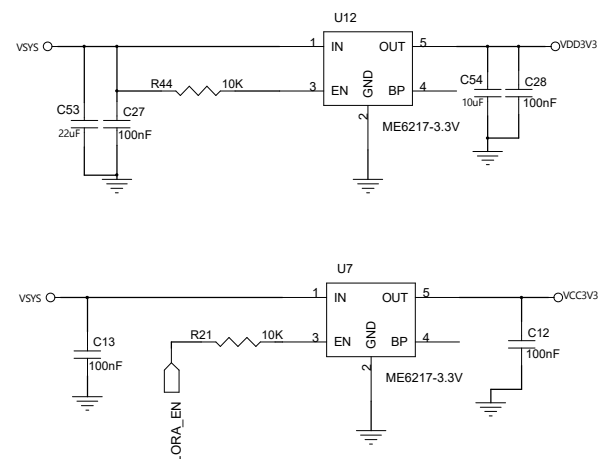 U12
VSYS
1
IN
OUT
5
VDD3V3
R44
10K
3
EN
GND
BP
4
C54
10uF
C28
100nF
C53
22uF
C27
100nF
2
ME6217-3.3V
U7
VSYS
1
IN
OUT
5
VCC3V3
R21
10K
3
EN
GND
BP
4
C13
100nF
C12
100nF
2
ME6217-3.3V
LORA_EN